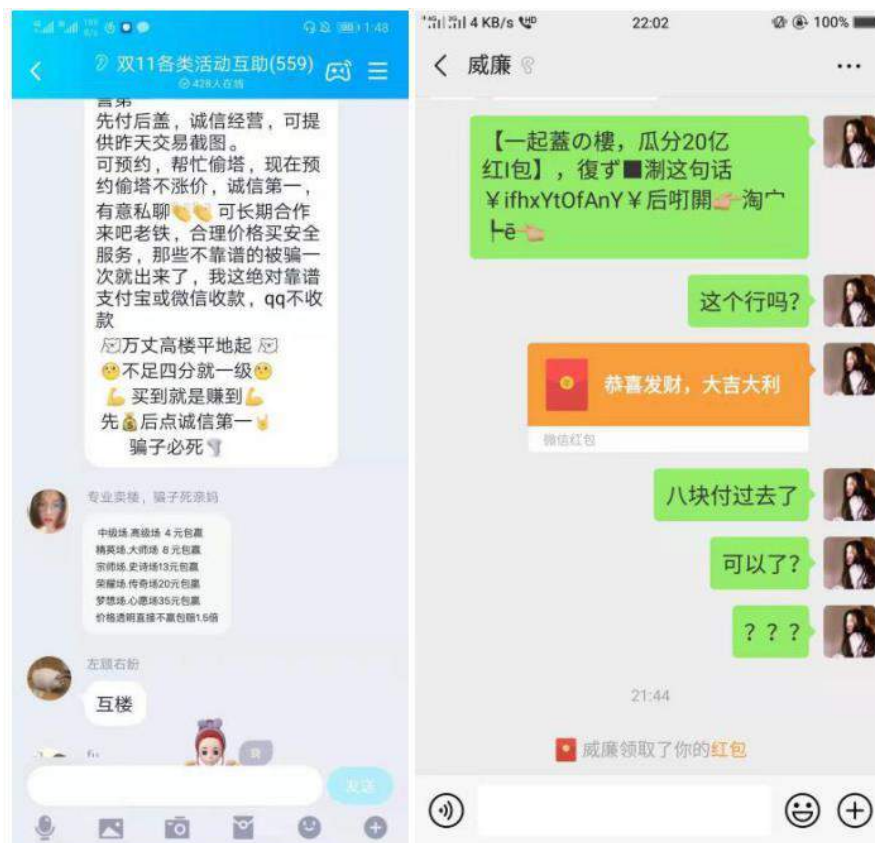 1:48
双11各类活动互助(559)
428人在线
先付后盖，诚信经营，可提
供昨天交易截图。
可预约，帮忙偷塔，现在预
约偷塔不涨价，诚信第一，
有意私聊👏👏 可长期合作
来吧老铁，合理价格买安全
服务，那些不靠谱的被骗一
次就出来了，我这绝对靠谱
支付宝或微信收款，qq不收
款
万丈高楼平地起
不足四分就一级
💪 买到就是赚到💪
先💰后点诚信第一🤘
骗子必死🌪
专业卖楼，骗子死亲妈
中级场.高级场 4 元包赢
精英场.大师场 8 元包赢
宗师场.史诗场13元包赢
荣耀场.传奇场20元包赢
梦想场.心愿场35元包赢
价格透明直接不赢包赔1.5倍
左顾右盼
互楼
发送
4 KB/s
22:02
100%
威廉
【一起蓋の樓，瓜分20亿
红I包】，復ず■淛这句话
￥ifhxYtOfAnY￥后咑開👉淘宀
┝ē👈
这个行吗？
恭喜发财，大吉大利
微信红包
八块付过去了
可以了？
？？？
21:44
威廉领取了你的红包